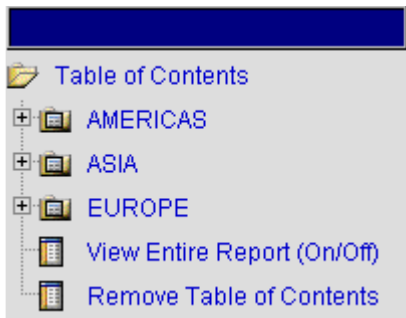 Table of Contents
AMERICAS
ASIA
EUROPE
View Entire Report (On/Off)
Remove Table of Contents